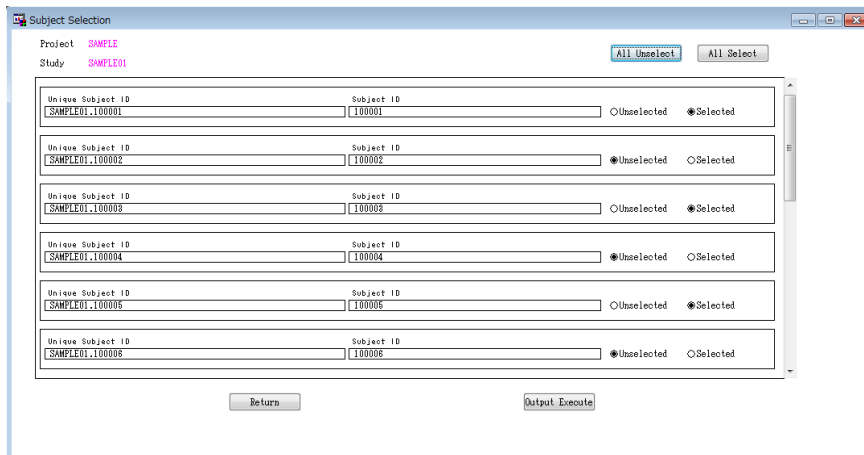 Subject Selection
Project SAMPLE
Study SAMPLE01
All Unselect All Select
Unique Subject ID Subject ID
SAMPLE01.100001 100001 Unselected Selected
Unique Subject ID Subject ID
SAMPLE01.100002 100002 Unselected Selected
Unique Subject ID Subject ID
SAMPLE01.100003 100003 Unselected Selected
Unique Subject ID Subject ID
SAMPLE01.100004 100004 Unselected Selected
Unique Subject ID Subject ID
SAMPLE01.100005 100005 Unselected Selected
Unique Subject ID Subject ID
SAMPLE01.100006 100006 Unselected Selected
Return Output Execute